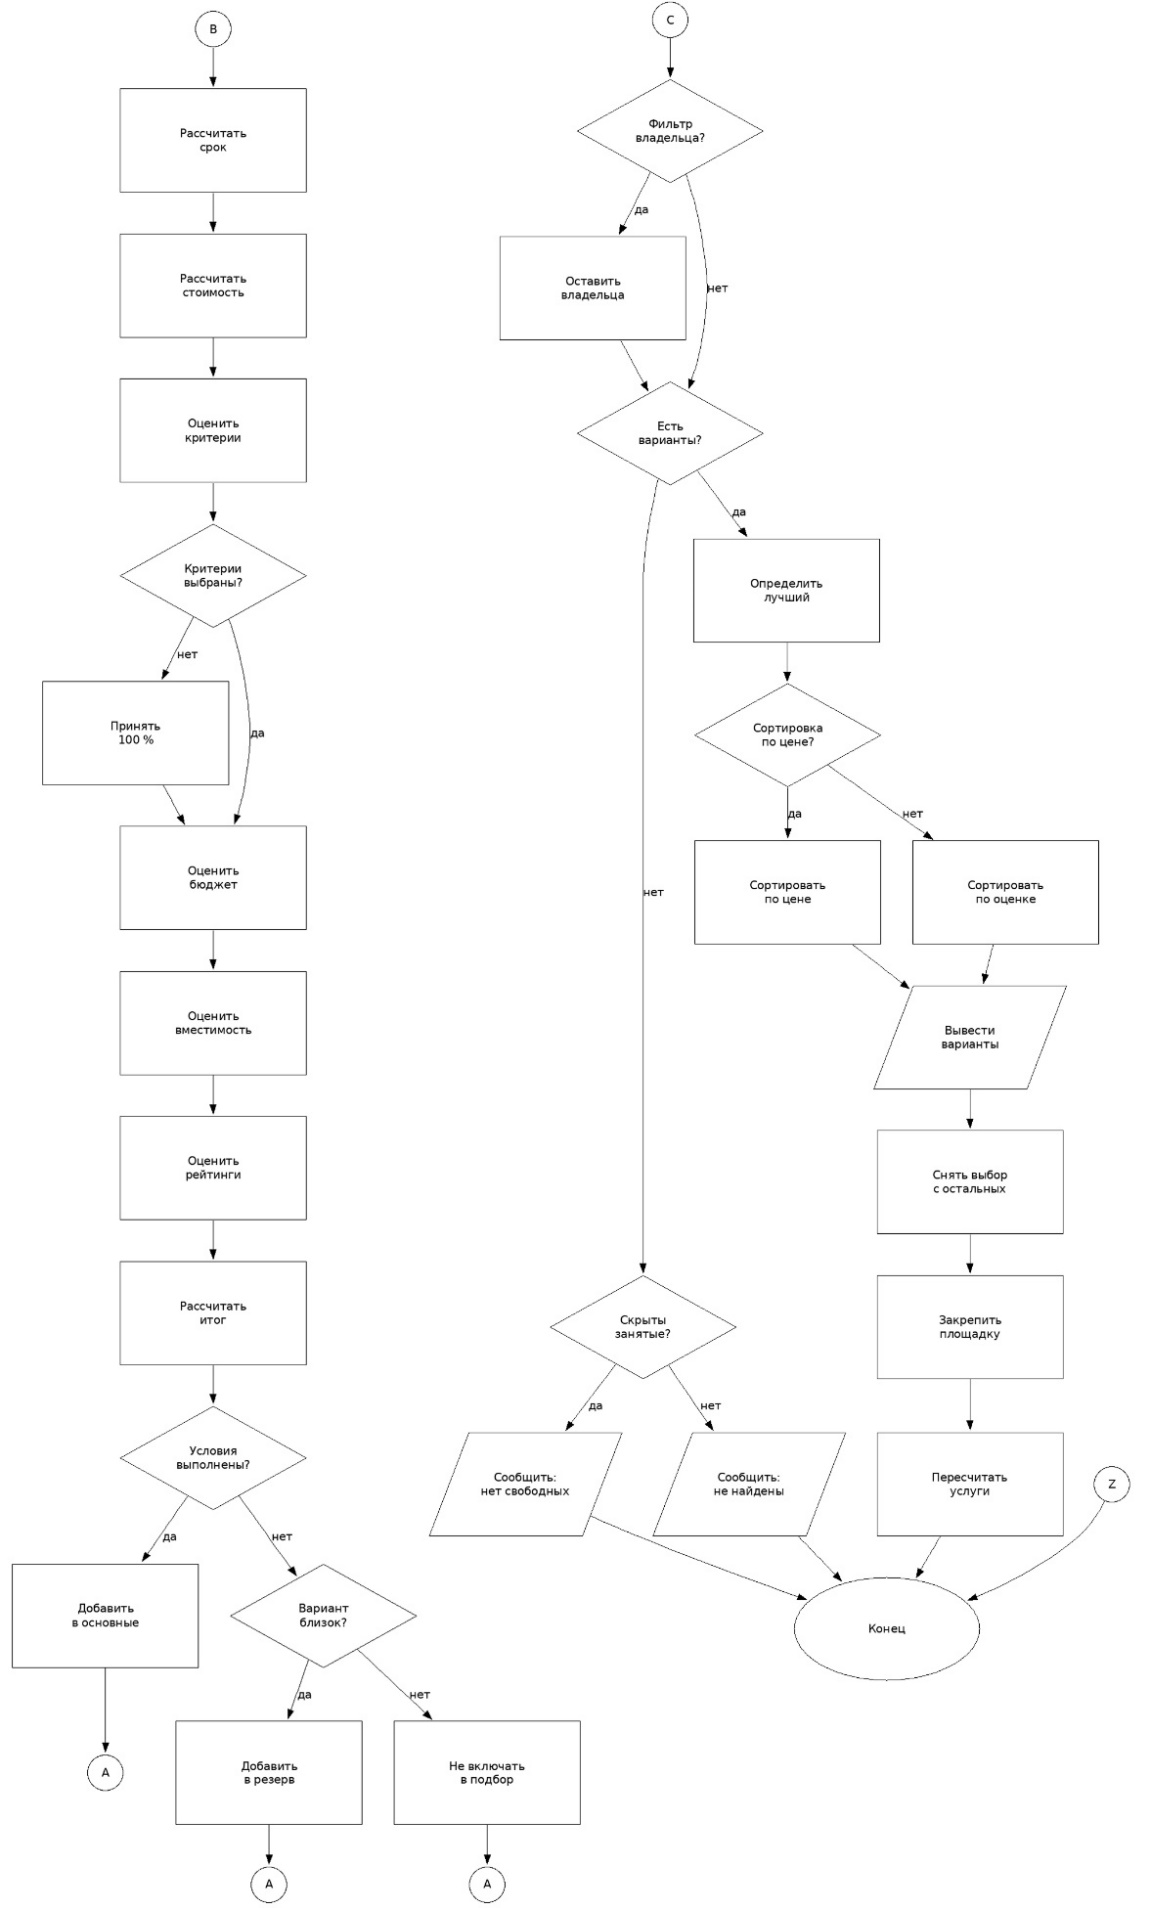 B
Рассчитать
срок
Рассчитать
стоимость
Оценить
критерии
Критерии
выбраны?
нет
да
Принять
100 %
Оценить
бюджет
Оценить
вместимость
Оценить
рейтинги
Рассчитать
итог
Условия
выполнены?
да
нет
Добавить
в основные
Вариант
близок?
да
нет
A
Добавить
в резерв
Не включать
в подбор
A
A
C
Фильтр
владельца?
да
нет
Оставить
владельца
Есть
варианты?
да
нет
Определить
лучший
Сортировка
по цене?
да
нет
Сортировать
по цене
Сортировать
по оценке
Вывести
варианты
Снять выбор
с остальных
Закрепить
площадку
Скрыты
занятые?
да
нет
Сообщить:
нет свободных
Сообщить:
не найдены
Пересчитать
услуги
Z
Конец